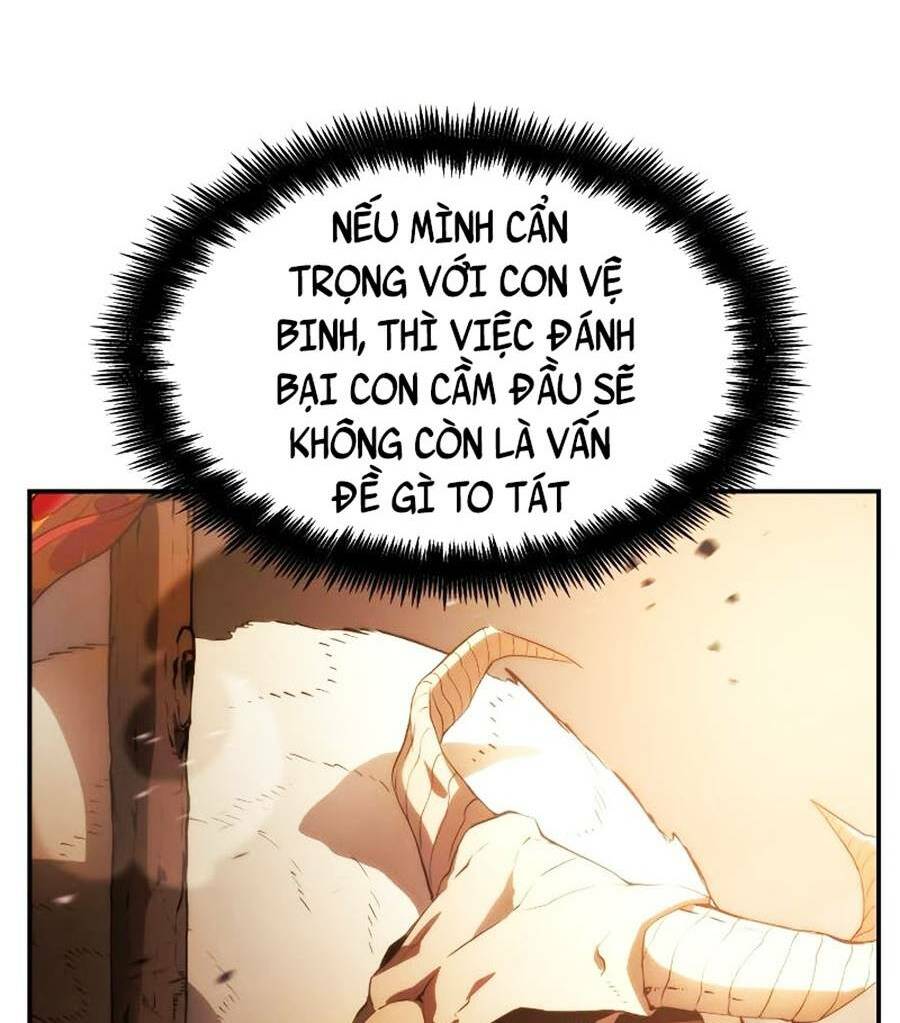 NẾU MÌNH CẨN
TRỌNG VỚI CON VỆ
BINH, THÌ VIỆC ĐÁNH
BẠI CON CẦM ĐẦU SẼ
KHÔNG CÒN LÀ VẤN
ĐỀ GÌ TO TÁT